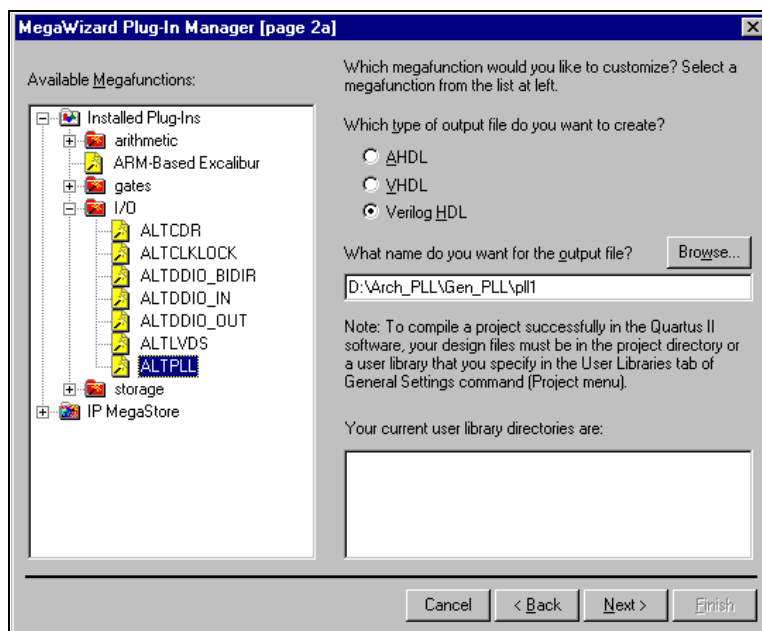 MegaWizard Plug-In Manager [page 2a]
Available Megafunctions:
Installed Plug-Ins
arithmetic
ARM-Based Excalibur
gates
I/O
ALTCDR
ALTCLKLOCK
ALTDDIO_BIDIR
ALTDDIO_IN
ALTDDIO_OUT
ALTLVDS
ALTPLL
storage
IP MegaStore
Which megafunction would you like to customize? Select a
megafunction from the list at left.
Which type of output file do you want to create?
AHDL
VHDL
Verilog HDL
What name do you want for the output file?
Browse...
D:\Arch_PLL\Gen_PLL\pll1
Note: To compile a project successfully in the Quartus II
software, your design files must be in the project directory or
a user library that you specify in the User Libraries tab of
General Settings command (Project menu).
Your current user library directories are:
Cancel
< Back
Next >
Finish